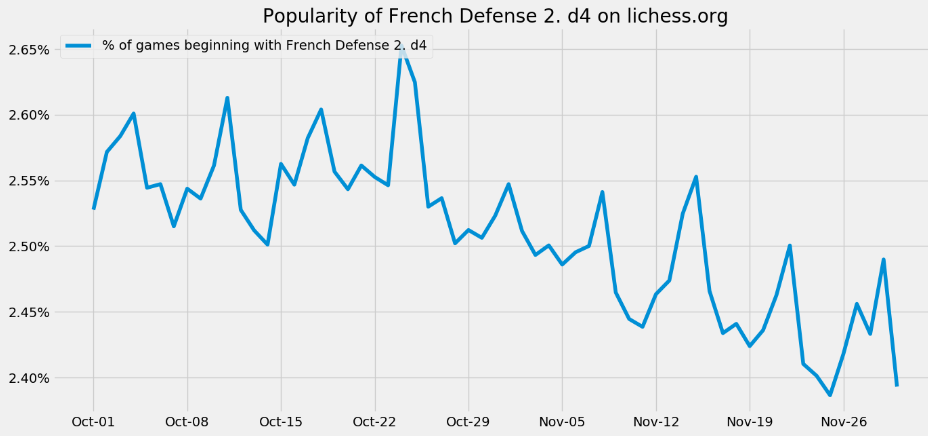 Popularity of French Defense 2. d4 on lichess.org
% of games beginning with French Defense 2. d4
2.65%
2.60%
2.55%
2.50%
2.45%
2.40%
Oct-01 Oct-08 Oct-15 Oct-22 Oct-29 Nov-05 Nov-12 Nov-19 Nov-26